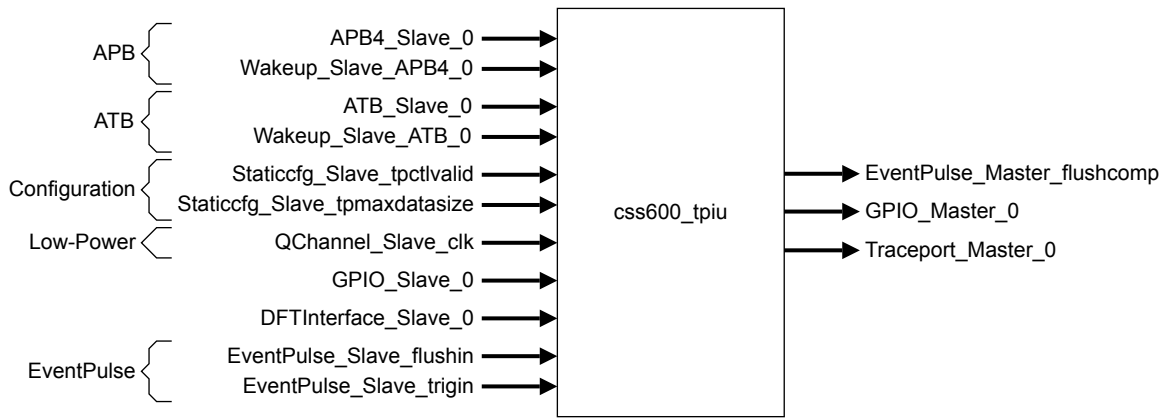 APB
APB4_Slave_0
Wakeup_Slave_APB4_0
ATB
ATB_Slave_0
Wakeup_Slave_ATB_0
Configuration
Staticcfg_Slave_tpctlvalid
Staticcfg_Slave_tpmaxdatasize
Low-Power
QChannel_Slave_clk
GPIO_Slave_0
DFTInterface_Slave_0
EventPulse
EventPulse_Slave_flushin
EventPulse_Slave_trigin
css600_tpiu
EventPulse_Master_flushcomp
GPIO_Master_0
Traceport_Master_0